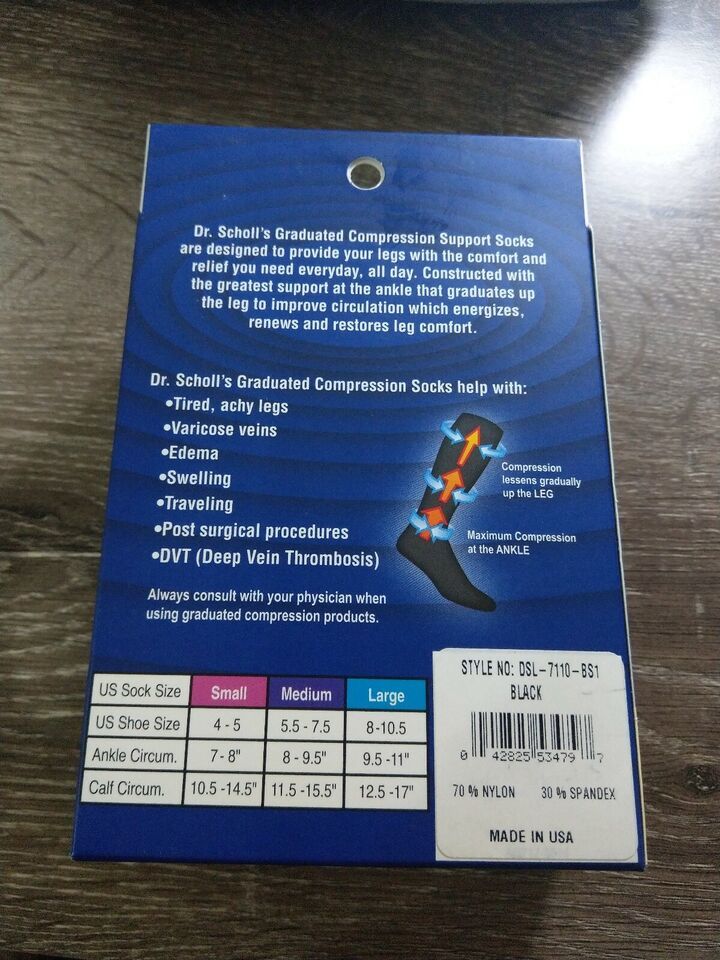 Dr. Scholl's Graduated Compression Support Socks
are designed to provide your legs with the comfort and
relief you need everyday, all day. Constructed with
the greatest support at the ankle that graduates up
the leg to improve circulation which energizes,
renews and restores leg comfort.
Dr. Scholl's Graduated Compression Socks help with:
•Tired, achy legs
•Varicose veins
•Edema
•Swelling
•Traveling
•Post surgical procedures
•DVT (Deep Vein Thrombosis)
Compression
lessens gradually
up the LEG
Maximum Compression
at the ANKLE
Always consult with your physician when
using graduated compression products.
US Sock Size Small Medium Large
US Shoe Size 4 - 5 5.5 - 7.5 8-10.5
Ankle Circum. 7 - 8" 8 - 9.5" 9.5 -11"
Calf Circum. 10.5 -14.5" 11.5 -15.5" 12.5 -17"
STYLE NO: DSL-7110-BS1
BLACK
0 42825 53479 7
70 % NYLON 30 % SPANDEX
MADE IN USA